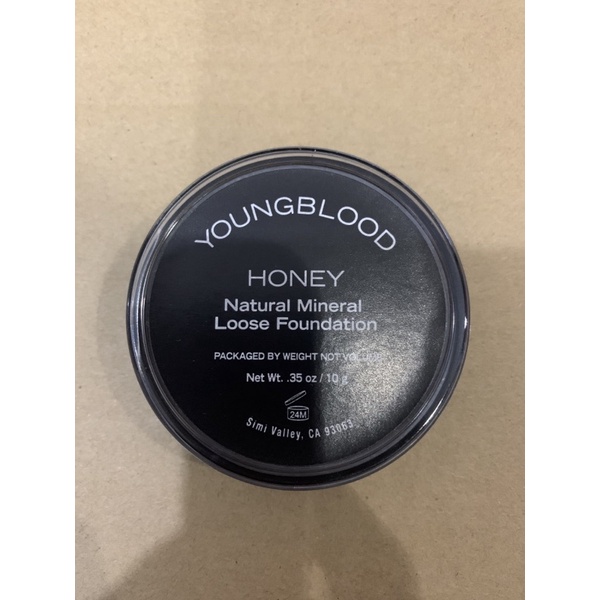 YOUNGBLOOD
HONEY
Natural Mineral
Loose Foundation
PACKAGED BY WEIGHT NOT VOLUME
Net Wt. .35 oz / 10 g
24M
Simi Valley, CA 93063